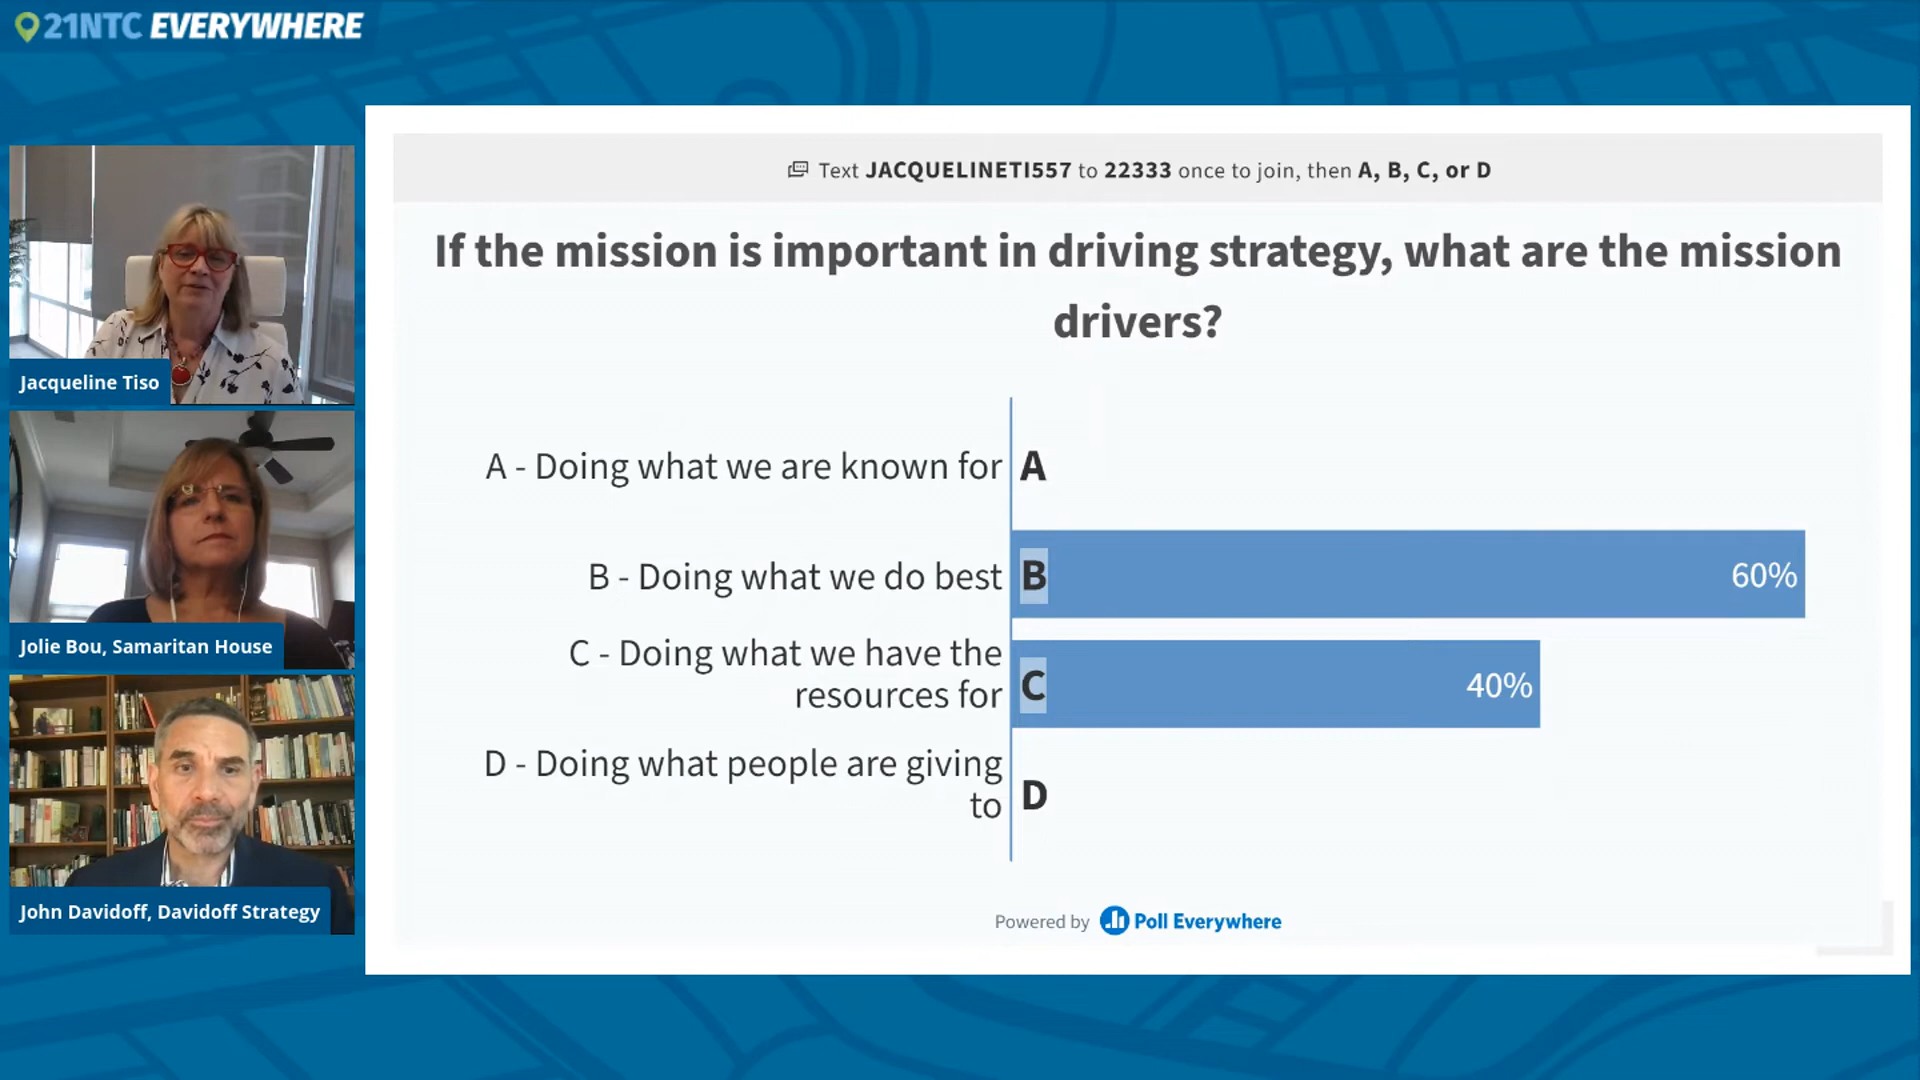 21NTC EVERYWHERE
Text JACQUELINETI557 to 22333 once to join, then A, B, C, or D
If the mission is important in driving strategy, what are the mission
drivers?
A - Doing what we are known for
A
B - Doing what we do best
B
60%
C - Doing what we have the
resources for
C
40%
D - Doing what people are giving
to
D
Powered by Poll Everywhere
Jacqueline Tiso
Jolie Bou, Samaritan House
John Davidoff, Davidoff Strategy